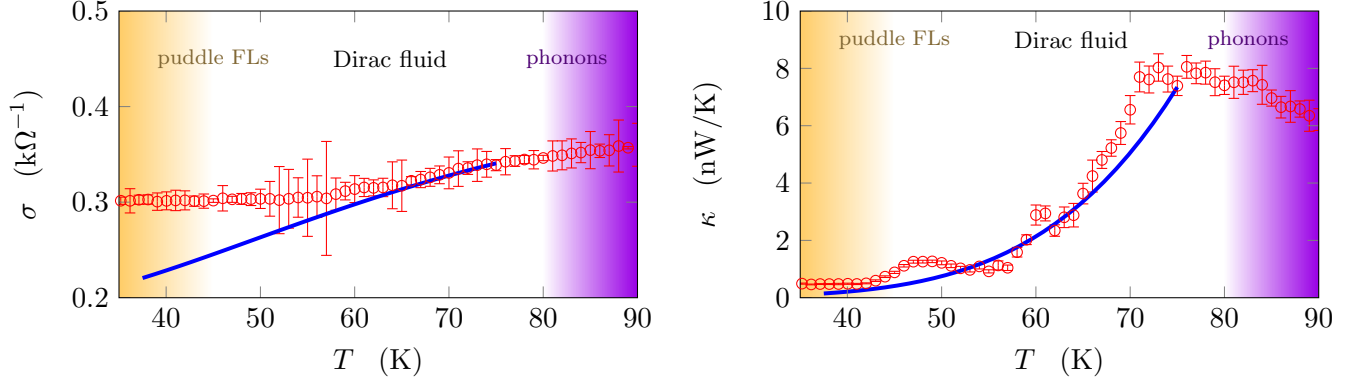 0.5
0.4
0.3
0.2
σ (kΩ⁻¹)
puddle FLs
Dirac fluid
phonons
40 50 60 70 80 90
T (K)
10
8
6
4
2
0
κ (nW/K)
puddle FLs
Dirac fluid
phonons
40 50 60 70 80 90
T (K)